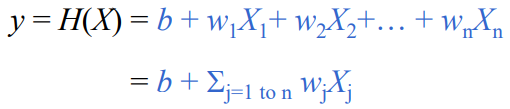 y = H(X) = b + w₁X₁+ w₂X₂+… + wₙXₙ
= b + Σⱼ₌₁ ₜₒ ₙ wⱼXⱼ